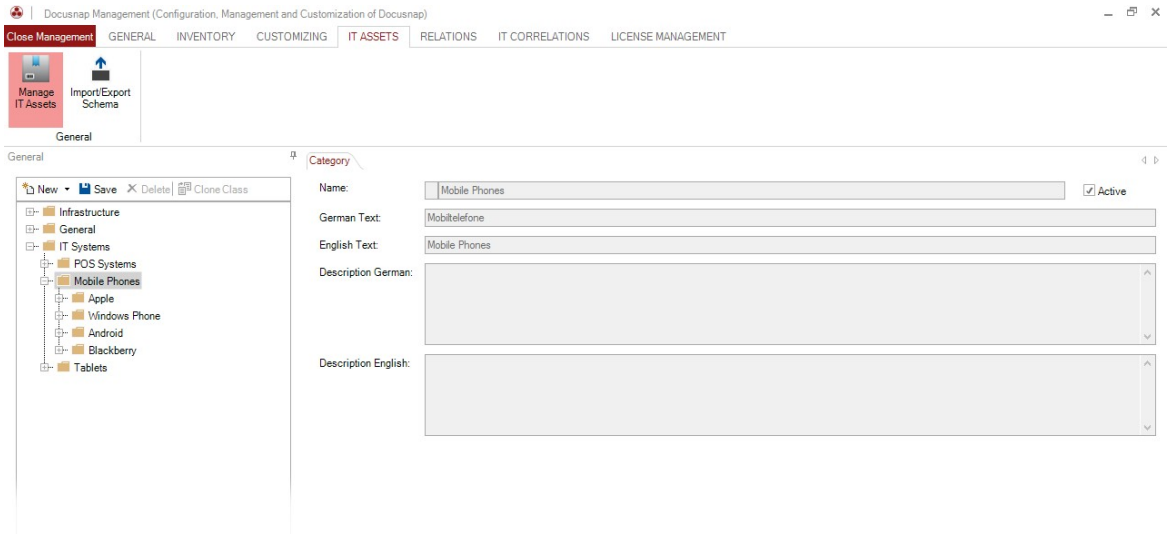 Docusnap Management (Configuration, Management and Customization of Docusnap)
Close Management GENERAL INVENTORY CUSTOMIZING IT ASSETS RELATIONS IT CORRELATIONS LICENSE MANAGEMENT
Manage IT Assets
Import/Export Schema
General
General
Category
New Save Delete Clone Class
Infrastructure
General
IT Systems
POS Systems
Mobile Phones
Apple
Windows Phone
Android
Blackberry
Tablets
Name: Mobile Phones Active
German Text: Mobiltelefone
English Text: Mobile Phones
Description German:
Description English: